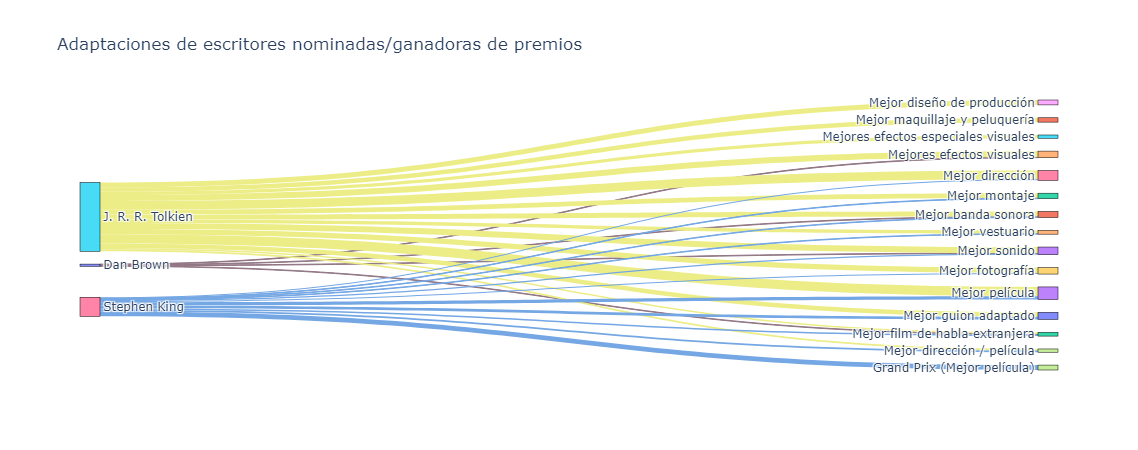 Adaptaciones de escritores nominadas/ganadoras de premios
J. R. R. Tolkien
Dan Brown
Stephen King
Mejor diseño de producción
Mejor maquillaje y peluquería
Mejores efectos especiales visuales
Mejores efectos visuales
Mejor dirección
Mejor montaje
Mejor banda sonora
Mejor vestuario
Mejor sonido
Mejor fotografía
Mejor película
Mejor guion adaptado
Mejor film de habla extranjera
Mejor dirección / película
Grand Prix (Mejor película)